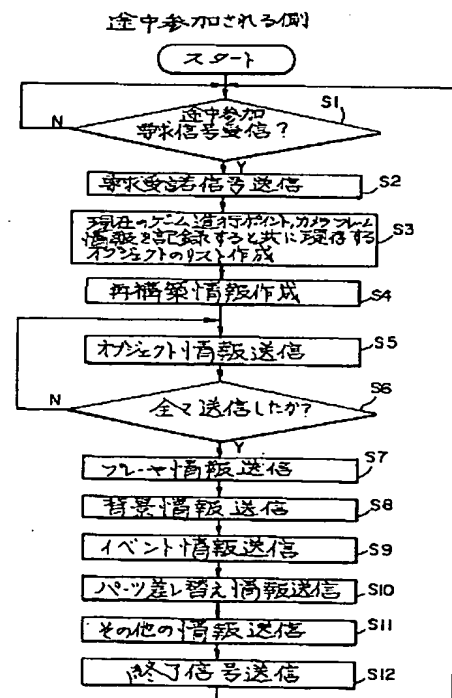 途中参加される側
スタート
途中参加
要求信号受信?
S1
N
Y
要求受諾信号送信
S2
現在のゲーム進行ポイント,カメラフレーム
情報を記録すると共に現存する
オブジェクトのリスト作成
S3
再構築情報作成
S4
オブジェクト情報送信
S5
N
全て送信したか?
S6
Y
プレーヤ情報送信
S7
背景情報送信
S8
イベント情報送信
S9
パーツ差し替え情報送信
S10
その他の情報送信
S11
終了信号送信
S12